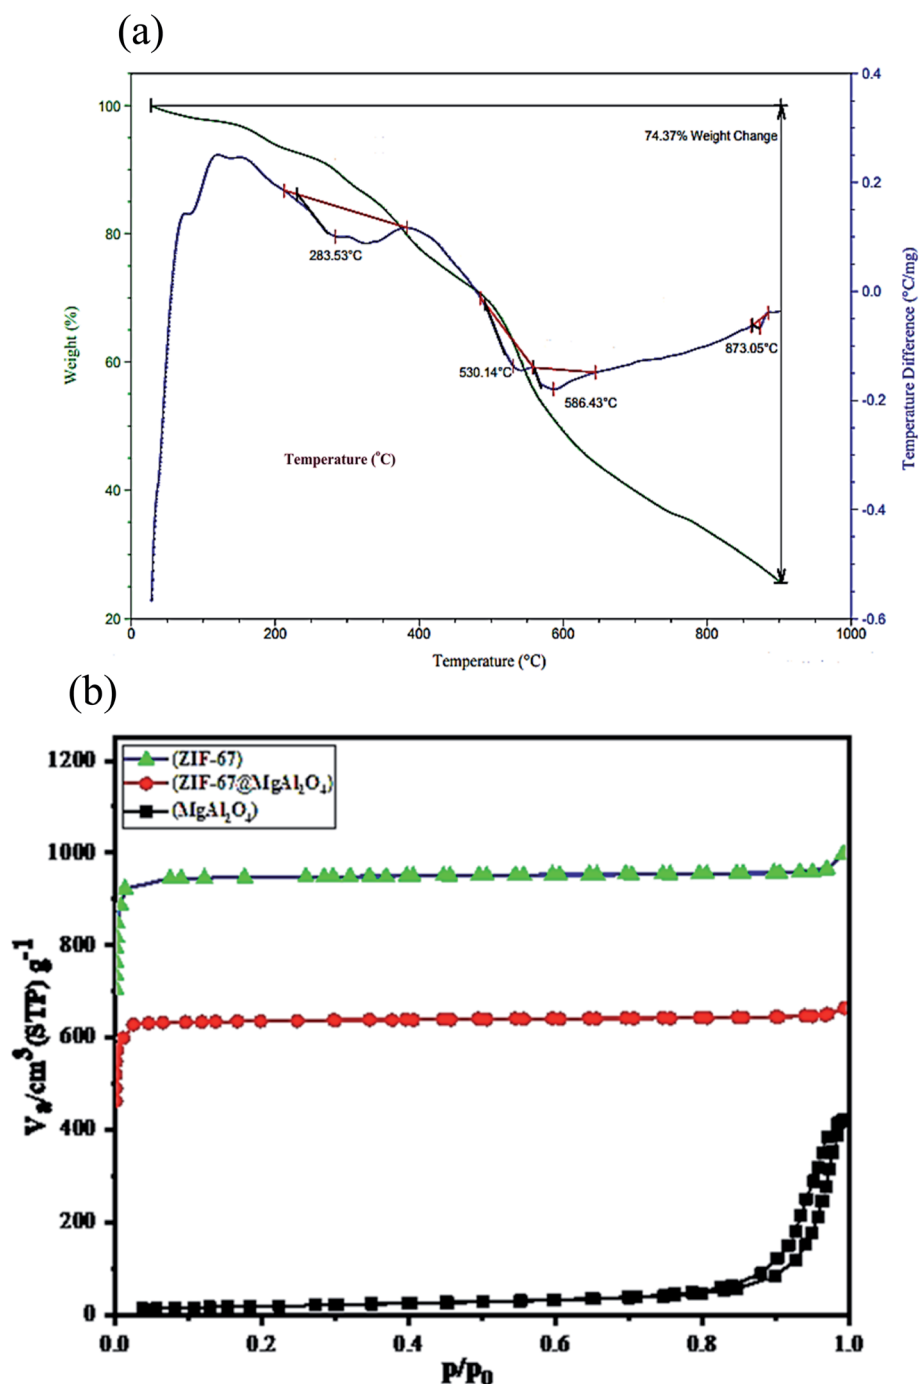 (a)
0.4
100
74.37% Weight Change
0.2
80
283.53°C
0.0
Weight (%)
Temperature Difference (°C/mg)
873.05°C
60
530.14°C
-0.2
586.43°C
Temperature (°C)
40
-0.4
20
-0.6
0 200 400 600 800 1000
Temperature (°C)
(b)
1200
(ZIF-67)
(ZIF-67@MgAl₂O₄)
(MgAl₂O₄)
1000
800
Vₐ/cm³(STP) g⁻¹
600
400
200
0
0.0 0.2 0.4 0.6 0.8 1.0
p/p₀